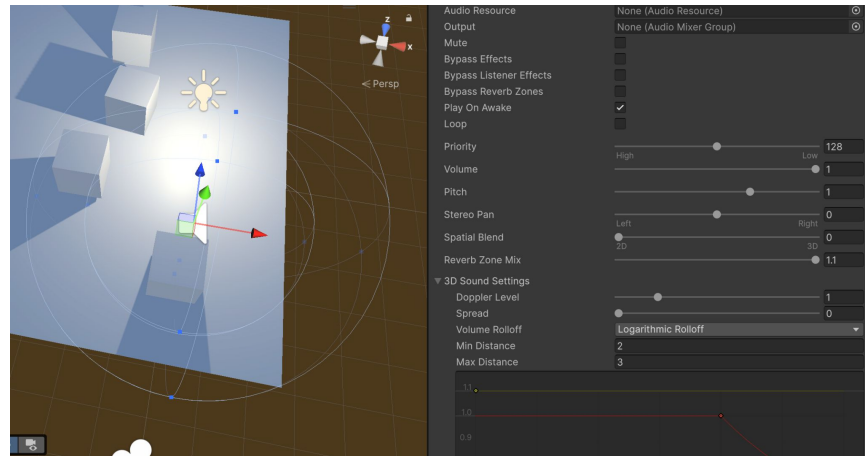 z
x
Persp
Audio Resource None (Audio Resource)
Output None (Audio Mixer Group)
Mute
Bypass Effects
Bypass Listener Effects
Bypass Reverb Zones
Play On Awake
Loop
Priority 128
High Low
Volume 1
Pitch 1
Stereo Pan 0
Left Right
Spatial Blend 0
2D 3D
Reverb Zone Mix 1.1
3D Sound Settings
Doppler Level 1
Spread 0
Volume Rolloff Logarithmic Rolloff
Min Distance 2
Max Distance 3
1.1
1.0
0.9